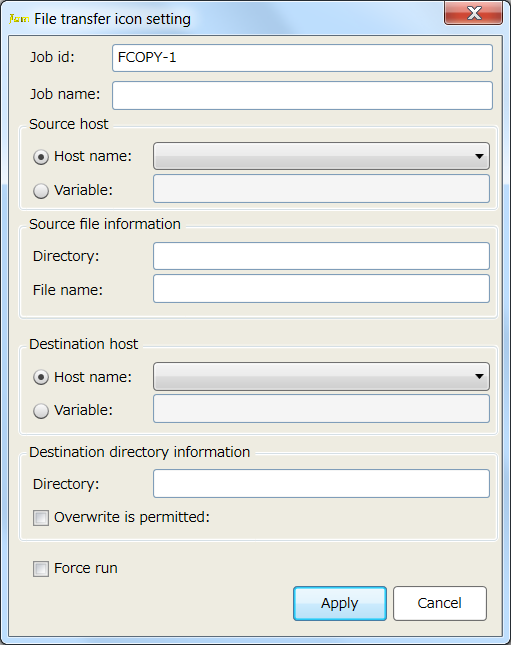 File transfer icon setting
Job id: FCOPY-1
Job name:
Source host
Host name:
Variable:
Source file information
Directory:
File name:
Destination host
Host name:
Variable:
Destination directory information
Directory:
Overwrite is permitted:
Force run
Apply Cancel